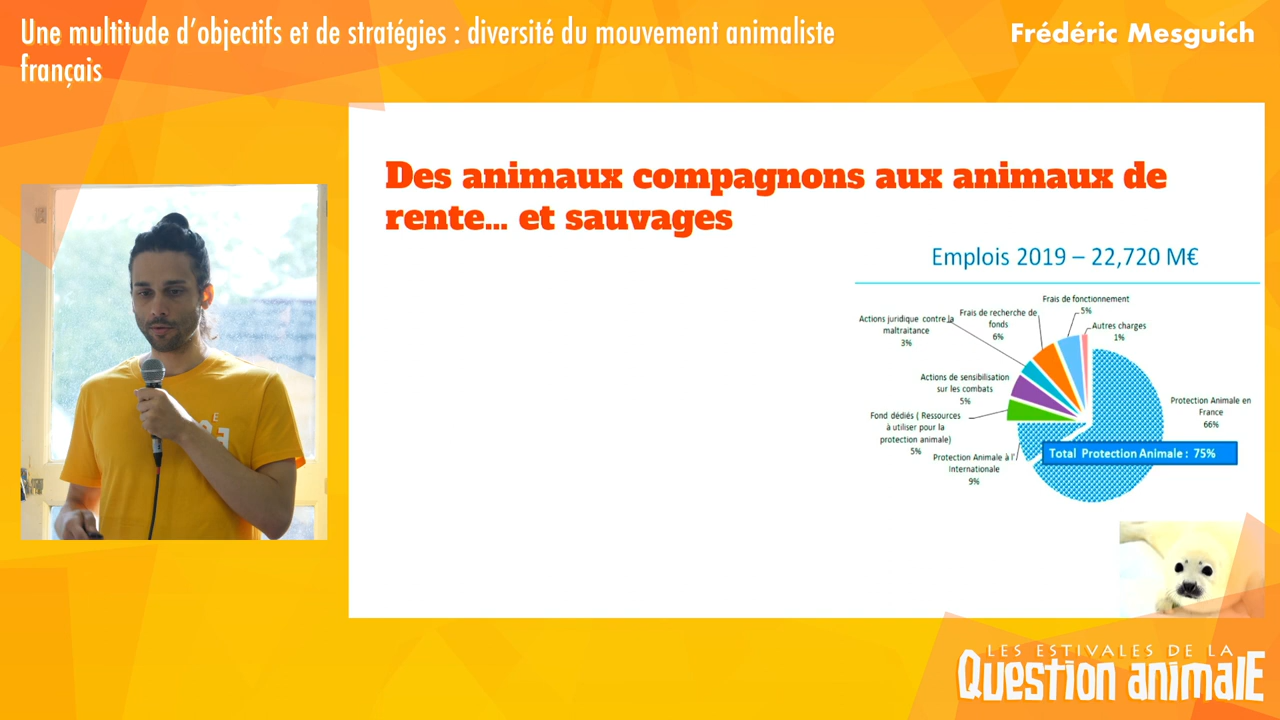 Une multitude d'objectifs et de stratégies : diversité du mouvement animaliste
français
Frédéric Mesguich
Des animaux compagnons aux animaux de
rente... et sauvages
Emplois 2019 – 22,720 M€
Frais de fonctionnement
5%
Actions juridique contre la
maltraitance
3%
Frais de recherche de
fonds
6%
Autres charges
1%
Actions de sensibilisation
sur les combats
5%
Protection Animale en
France
66%
Fond dédiés ( Ressources
à utiliser pour la
protection animale)
5%
Total Protection Animale : 75%
Protection Animale à l'
Internationale
9%
LES ESTIVALES DE LA
QUESTION ANIMALE